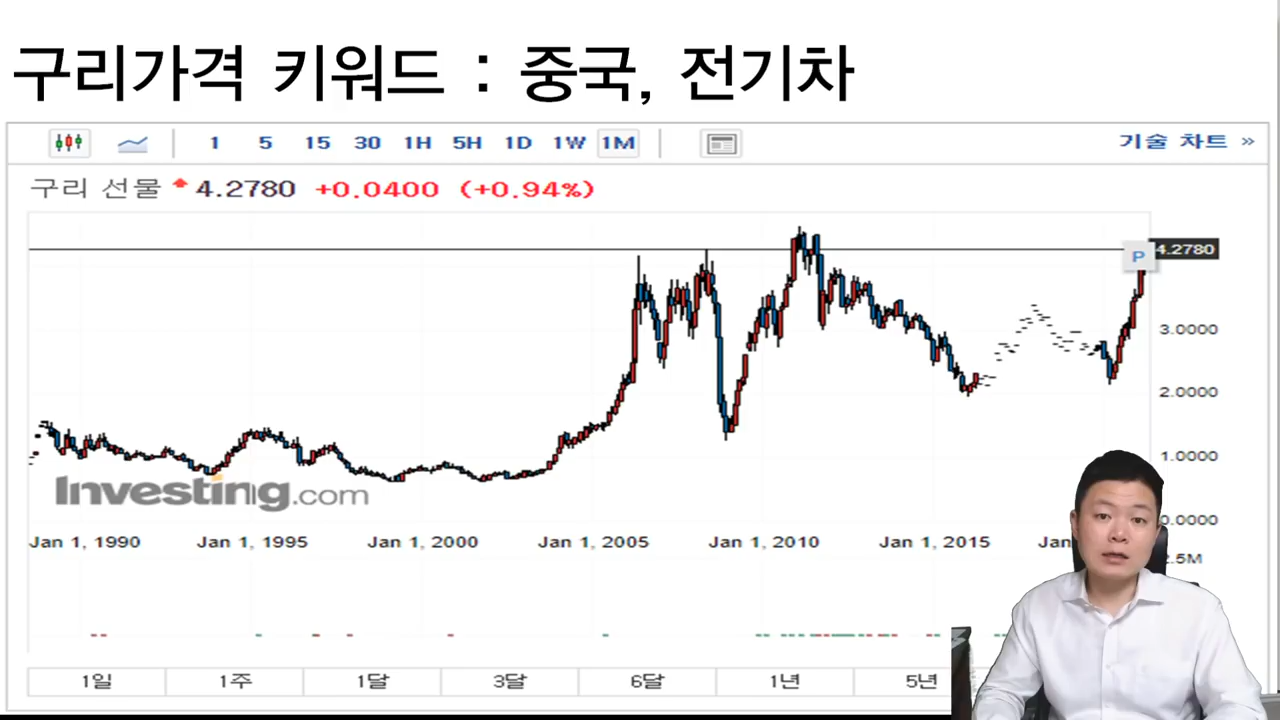 구리가격 키워드 : 중국, 전기차
1 5 15 30 1H 5H 1D 1W 1M 기술 차트 »
구리 선물 4.2780 +0.0400 (+0.94%)
P 4.2780
3.0000
2.0000
1.0000
Investing.com
0.0000
Jan 1, 1990 Jan 1, 1995 Jan 1, 2000 Jan 1, 2005 Jan 1, 2010 Jan 1, 2015 Jan
2.5M
1일 1주 1달 3달 6달 1년 5년